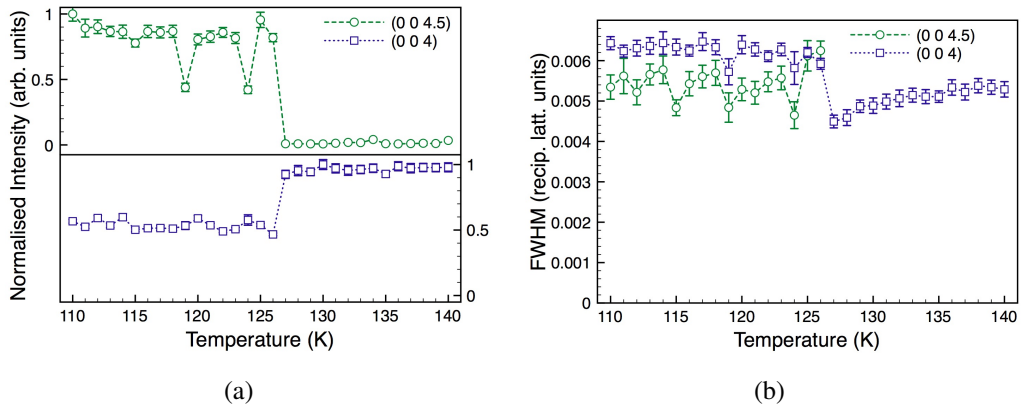 Normalised Intensity (arb. units)
1
0.5
0
(0 0 4.5)
(0 0 4)
1
0.5
0
110 115 120 125 130 135 140
Temperature (K)
(a)
FWHM (recip. latt. units)
0.006
0.005
0.004
0.003
0.002
0.001
0
(0 0 4.5)
(0 0 4)
110 115 120 125 130 135 140
Temperature (K)
(b)